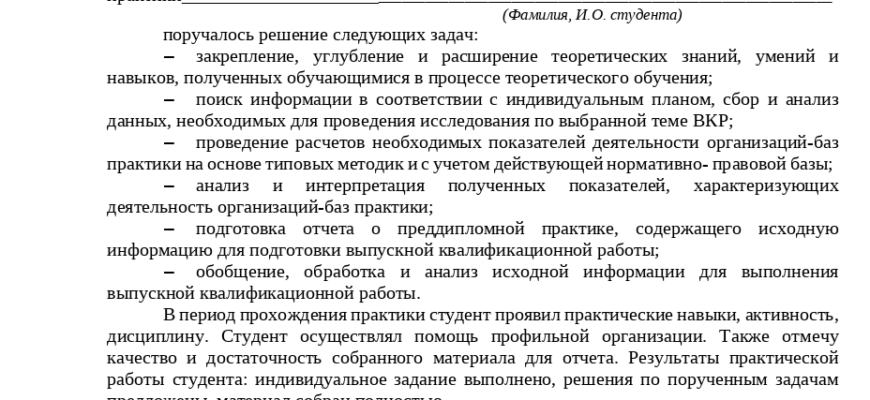 (Фамилия, И.О. студента)
поручалось решение следующих задач:
– закрепление, углубление и расширение теоретических знаний, умений и
навыков, полученных обучающимися в процессе теоретического обучения;
– поиск информации в соответствии с индивидуальным планом, сбор и анализ
данных, необходимых для проведения исследования по выбранной теме ВКР;
– проведение расчетов необходимых показателей деятельности организаций-баз
практики на основе типовых методик и с учетом действующей нормативно- правовой базы;
– анализ и интерпретация полученных показателей, характеризующих
деятельность организаций-баз практики;
– подготовка отчета о преддипломной практике, содержащего исходную
информацию для подготовки выпускной квалификационной работы;
– обобщение, обработка и анализ исходной информации для выполнения
выпускной квалификационной работы.
В период прохождения практики студент проявил практические навыки, активность,
дисциплину. Студент осуществлял помощь профильной организации. Также отмечу
качество и достаточность собранного материала для отчета. Результаты практической
работы студента: индивидуальное задание выполнено, решения по порученным задачам
предложены, материал собран полностью.